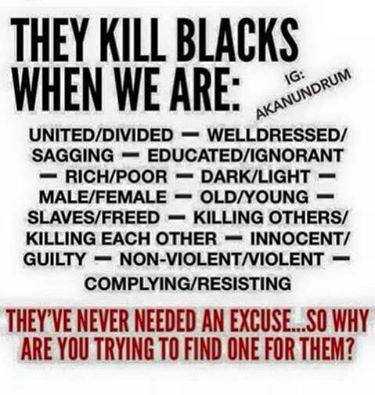 THEY KILL BLACKS
WHEN WE ARE:
IG:
AKANUNDRUM
UNITED/DIVIDED — WELLDRESSED/
SAGGING — EDUCATED/IGNORANT
— RICH/POOR — DARK/LIGHT —
MALE/FEMALE — OLD/YOUNG —
SLAVES/FREED — KILLING OTHERS/
KILLING EACH OTHER — INNOCENT/
GUILTY — NON-VIOLENT/VIOLENT —
COMPLYING/RESISTING
THEY'VE NEVER NEEDED AN EXCUSE...SO WHY
ARE YOU TRYING TO FIND ONE FOR THEM?